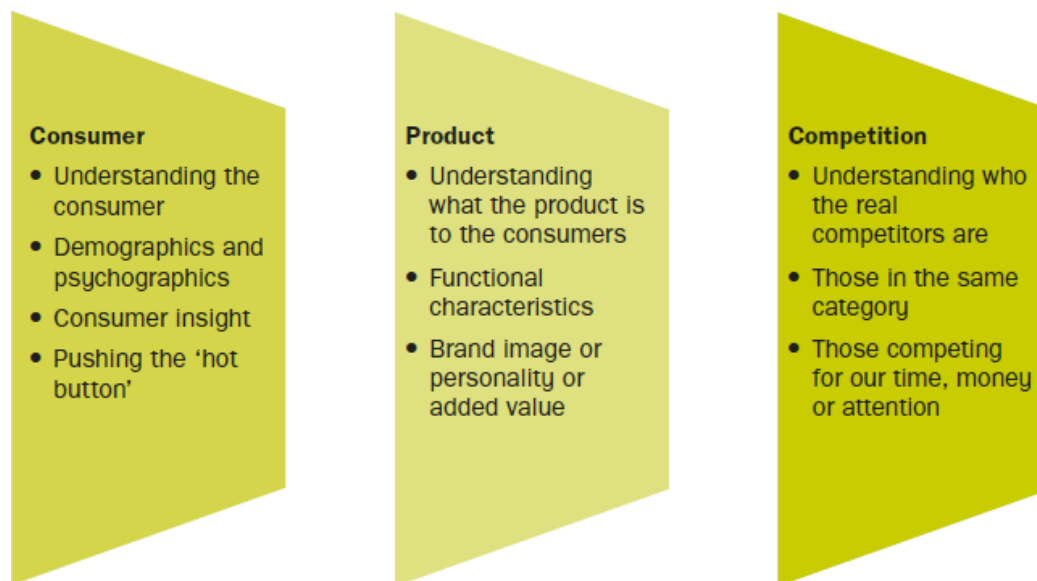 Consumer
• Understanding the
consumer
• Demographics and
psychographics
• Consumer insight
• Pushing the ‘hot
button’
Product
• Understanding
what the product is
to the consumers
• Functional
characteristics
• Brand image or
personality or
added value
Competition
• Understanding who
the real
competitors are
• Those in the same
category
• Those competing
for our time, money
or attention